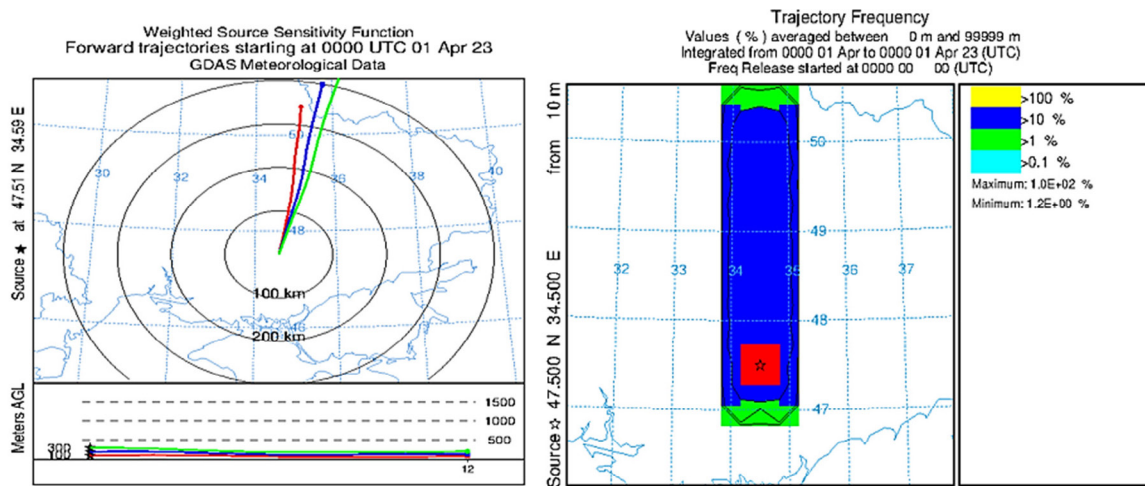 Weighted Source Sensitivity Function
Forward trajectories starting at 0000 UTC 01 Apr 23
GDAS Meteorological Data
Source ★ at 47.51 N 34.59 E
30
32
34
36
38
40
50
48
46
100 km
200 km
Meters AGL
1500
1000
500
300
100
12
Trajectory Frequency
Values ( % ) averaged between 0 m and 99999 m
Integrated from 0000 01 Apr to 0000 01 Apr 23 (UTC)
Freq Release started at 0000 00 00 (UTC)
Source ☆ 47.500 N 34.500 E from 10 m
50
49
32
33
34
35
36
37
48
47
>100 %
>10 %
>1 %
>0.1 %
Maximum: 1.0E+02 %
Minimum: 1.2E+00 %